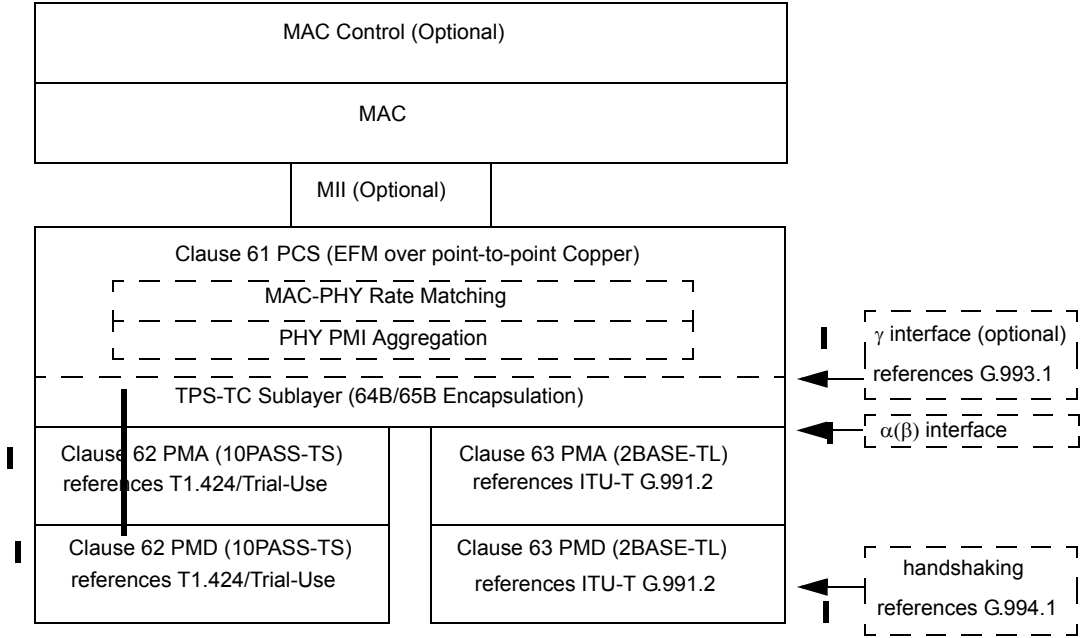 MAC Control (Optional)
MAC
MII (Optional)
Clause 61 PCS (EFM over point-to-point Copper)
MAC-PHY Rate Matching
PHY PMI Aggregation
TPS-TC Sublayer (64B/65B Encapsulation)
γ interface (optional)
references G.993.1
α(β) interface
Clause 62 PMA (10PASS-TS)
references T1.424/Trial-Use
Clause 63 PMA (2BASE-TL)
references ITU-T G.991.2
Clause 62 PMD (10PASS-TS)
references T1.424/Trial-Use
Clause 63 PMD (2BASE-TL)
references ITU-T G.991.2
handshaking
references G.994.1